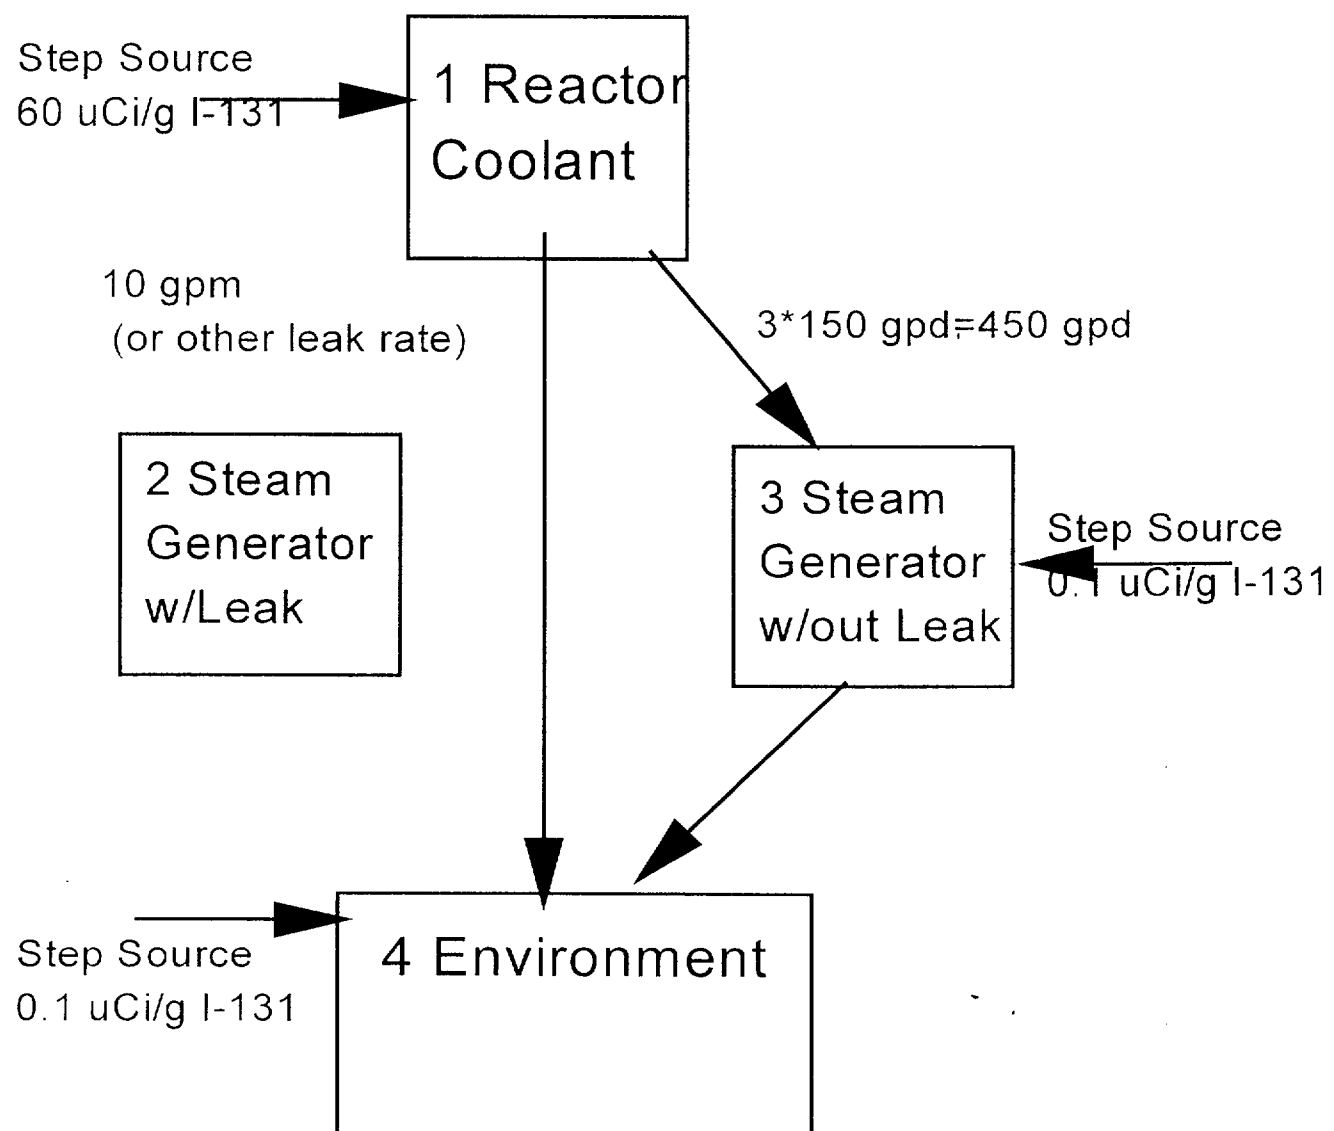 Step Source
60 uCi/g I-131
1 Reactor
Coolant
10 gpm
(or other leak rate)
3*150 gpd=450 gpd
2 Steam
Generator
w/Leak
3 Steam
Generator
w/out Leak
Step Source
0.1 uCi/g I-131
Step Source
0.1 uCi/g I-131
4 Environment